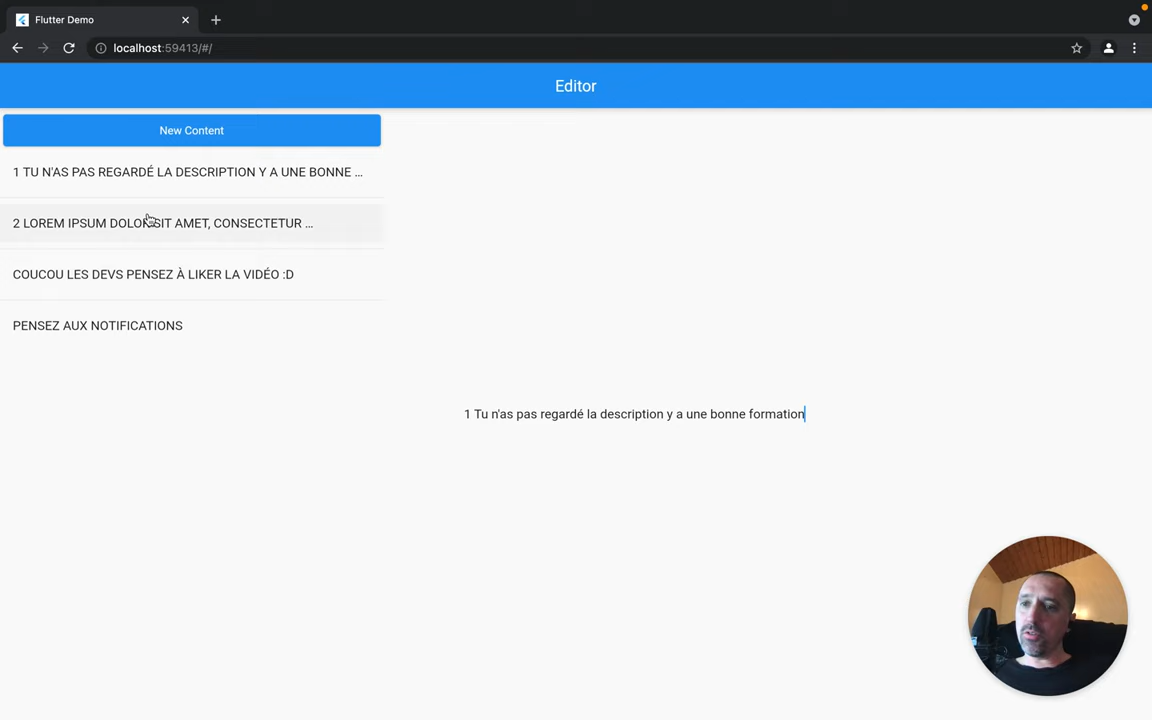 Flutter Demo
localhost:59413/#/
Editor
New Content
1 TU N'AS PAS REGARDÉ LA DESCRIPTION Y A UNE BONNE ...
2 LOREM IPSUM DOLOR SIT AMET, CONSECTETUR ...
COUCOU LES DEVS PENSEZ À LIKER LA VIDÉO :D
PENSEZ AUX NOTIFICATIONS
1 Tu n'as pas regardé la description y a une bonne formation